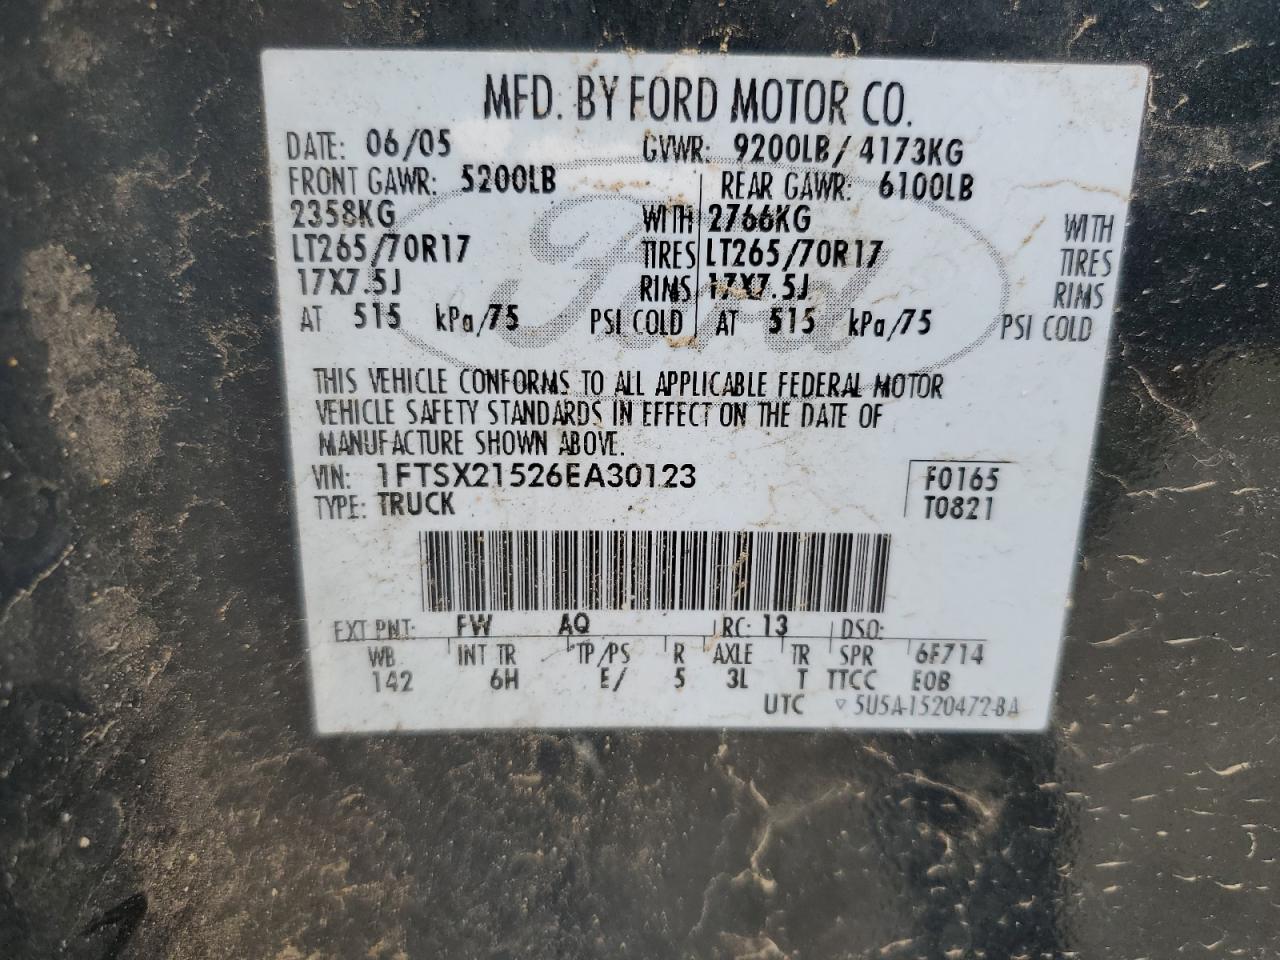 MFD. BY FORD MOTOR CO.
DATE: 06/05 GVWR: 9200LB/ 4173KG
FRONT GAWR: 5200LB REAR GAWR: 6100LB
2358KG WITH 2766KG WITH
LT265/70R17 TIRES LT265/70R17 TIRES
17X7.5J RIMS 17X7.5J RIMS
AT 515 kPa/75 PSI COLD AT 515 kPa/75 PSI COLD
Ford
THIS VEHICLE CONFORMS TO ALL APPLICABLE FEDERAL MOTOR
VEHICLE SAFETY STANDARDS IN EFFECT ON THE DATE OF
MANUFACTURE SHOWN ABOVE.
VIN: 1FTSX21526EA30123 F0165
TYPE: TRUCK T0821
EXT PNT: FW AQ RC: 13 DSO:
WB INT TR TP/PS R AXLE TR SPR 6F714
142 6H E/ 5 3L T TTCC EOB
UTC ▽ 5U5A-1520472-BA